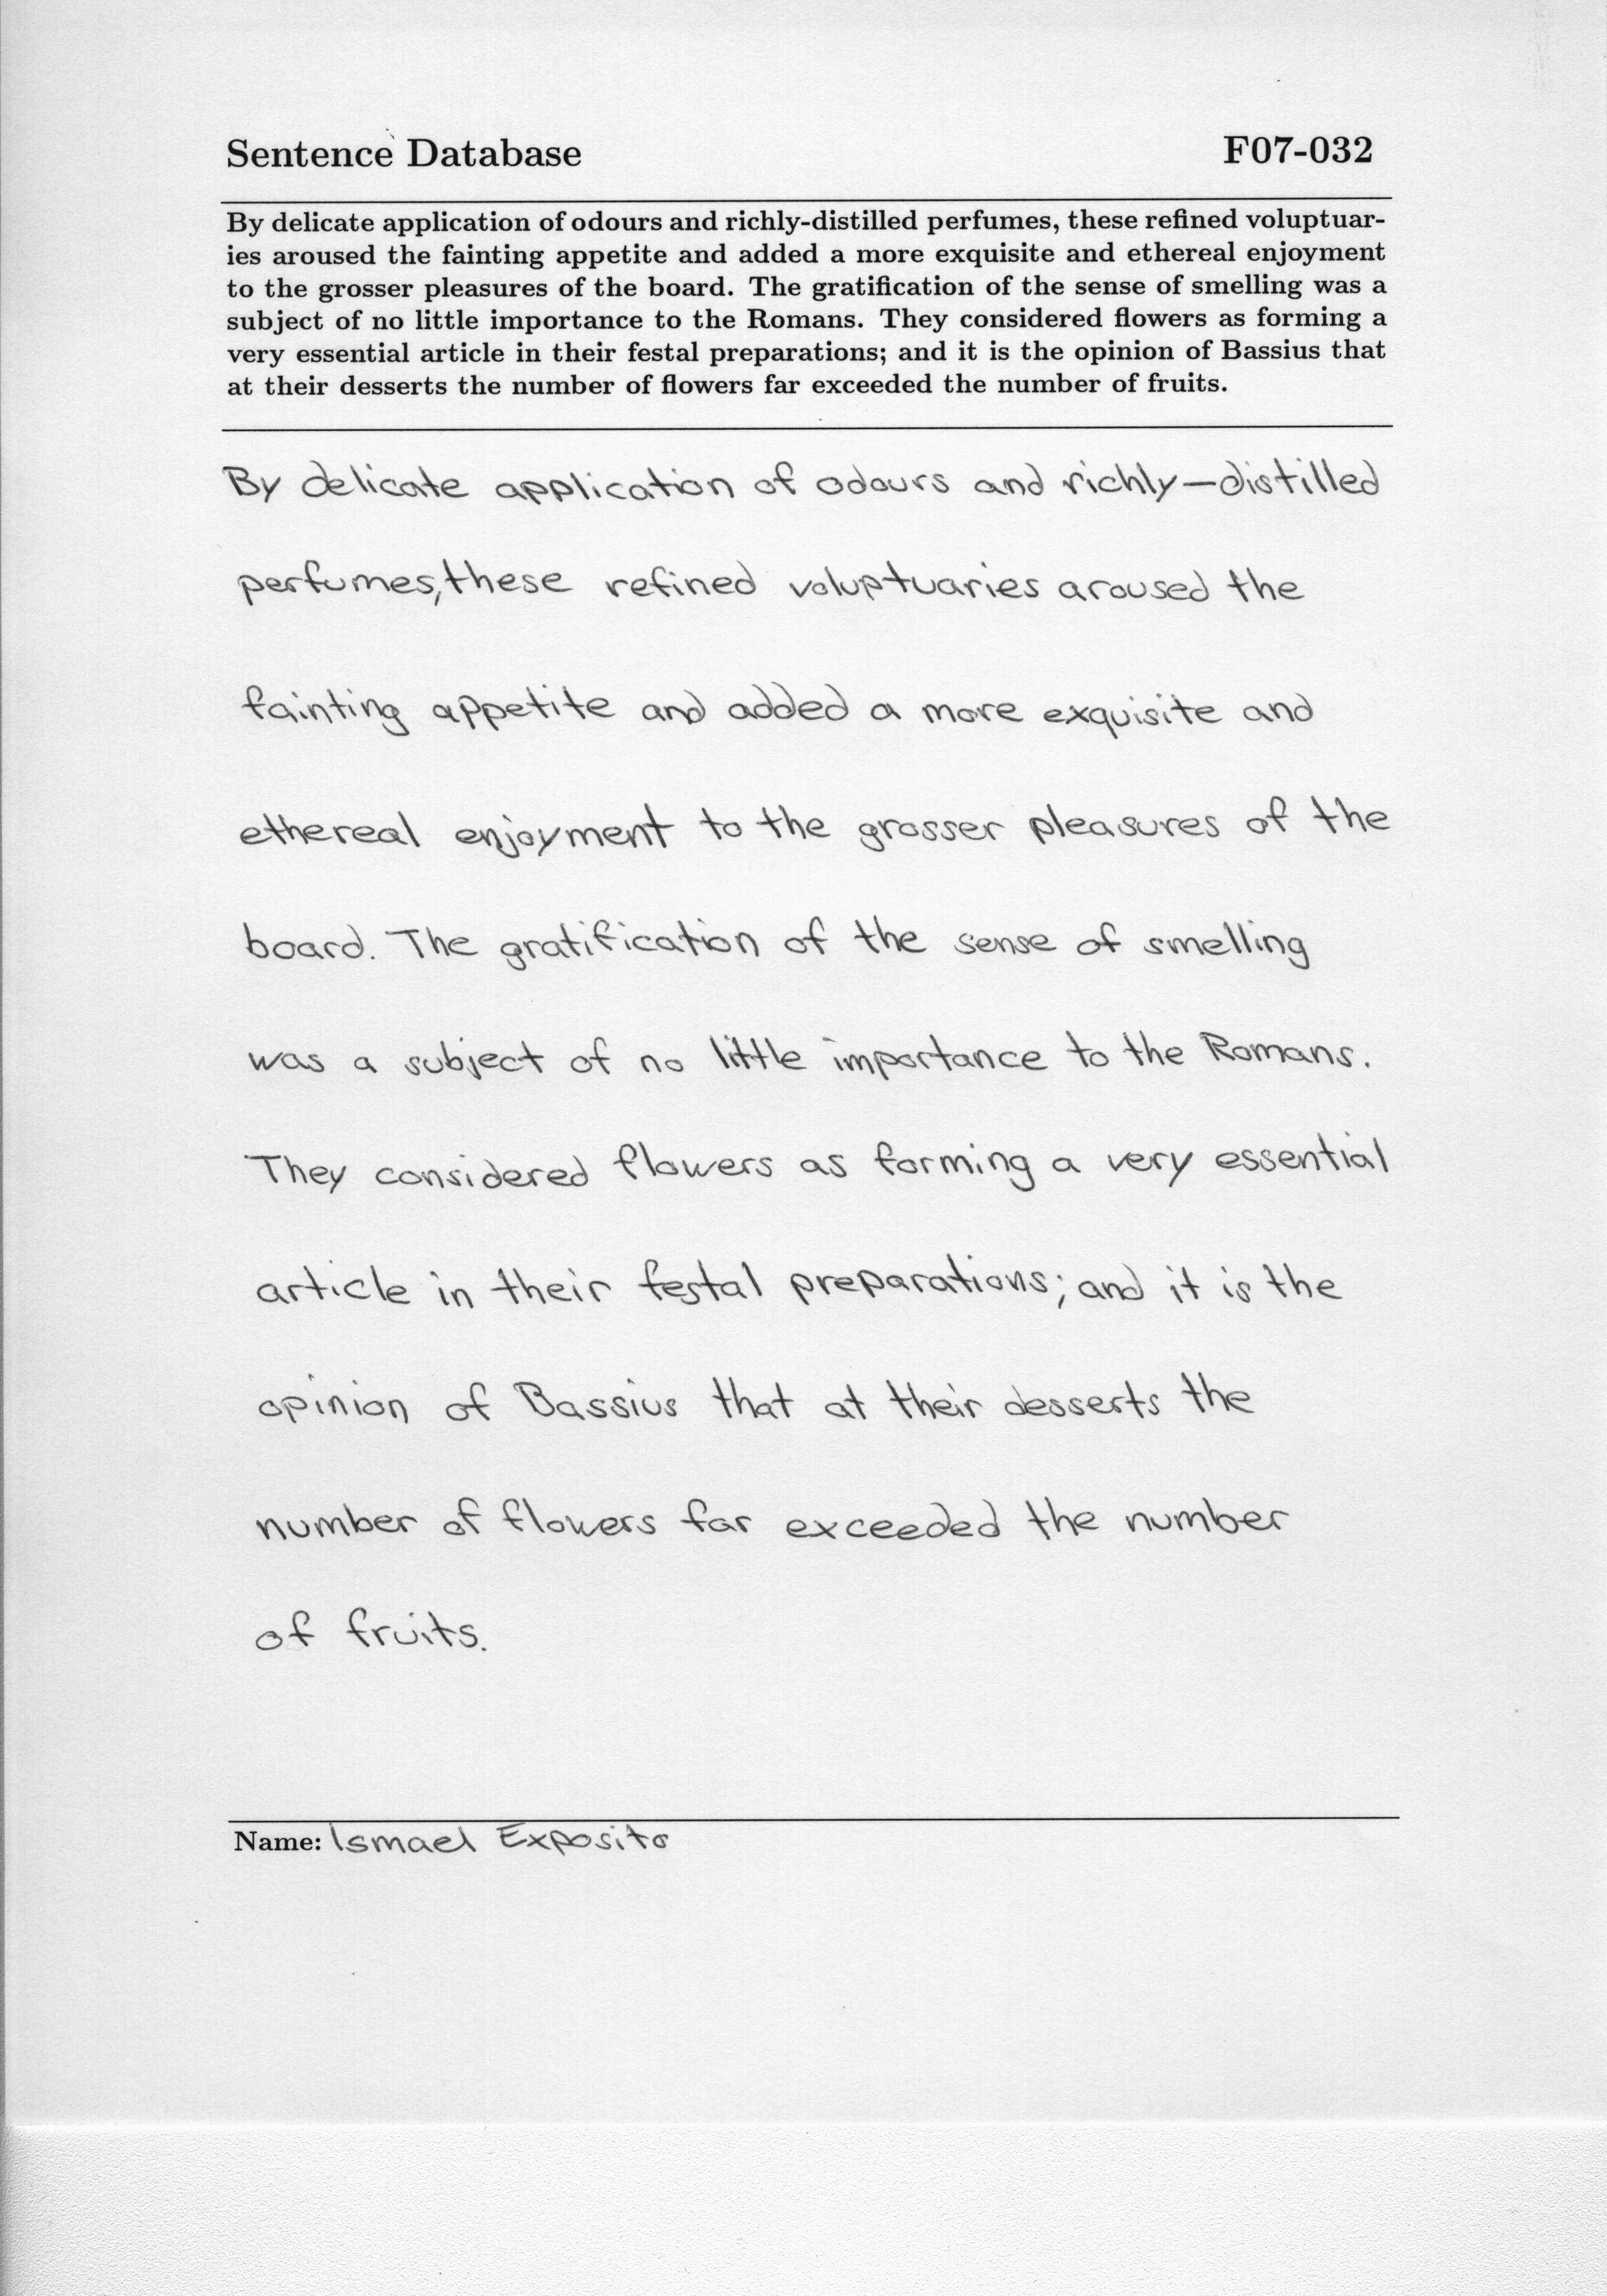 Sentence Database F07-032
By delicate application of odours and richly-distilled perfumes, these refined voluptuar-
ies aroused the fainting appetite and added a more exquisite and ethereal enjoyment
to the grosser pleasures of the board. The gratification of the sense of smelling was a
subject of no little importance to the Romans. They considered flowers as forming a
very essential article in their festal preparations; and it is the opinion of Bassius that
at their desserts the number of flowers far exceeded the number of fruits.
By delicate application of odours and richly-distilled
perfumes,these refined voluptuaries aroused the
fainting appetite and added a more exquisite and
ethereal enjoyment to the grosser pleasures of the
board. The gratification of the sense of smelling
was a subject of no little importance to the Romans.
They considered flowers as forming a very essential
article in their festal preparations; and it is the
opinion of Bassius that at their desserts the
number of flowers far exceeded the number
of fruits.
Name: Ismael Exposito